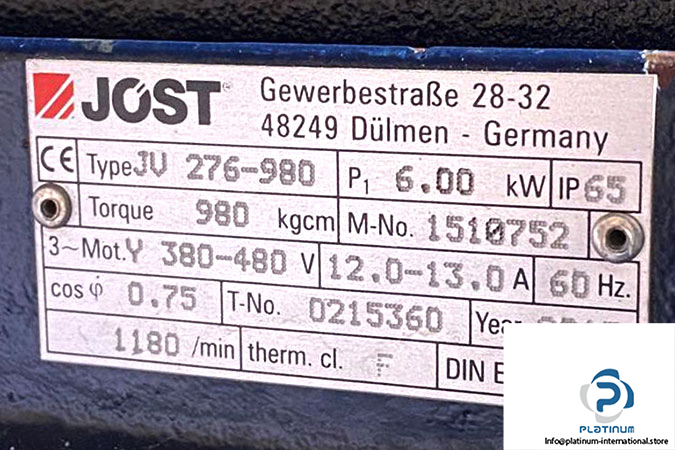 JÖST
Gewerbestraße 28-32
48249 Dülmen - Germany
CE Type JV 276-980 P1 6.00 kW IP 65
Torque 980 kgcm M-No. 1510752
3~Mot. Y 380-480 V 12.0-13.0 A 60 Hz.
cos φ 0.75 T-No. 0215360
1180 /min therm. cl. F DIN
PLATINUM
Info@platinum-international.store